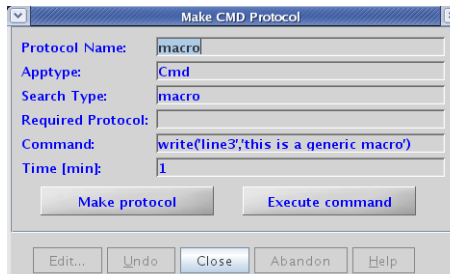 Make CMD Protocol
Protocol Name: macro
Apptype: Cmd
Search Type: macro
Required Protocol:
Command: write('line3','this is a generic macro')
Time [min]: 1
Make protocol Execute command
Edit... Undo Close Abandon Help